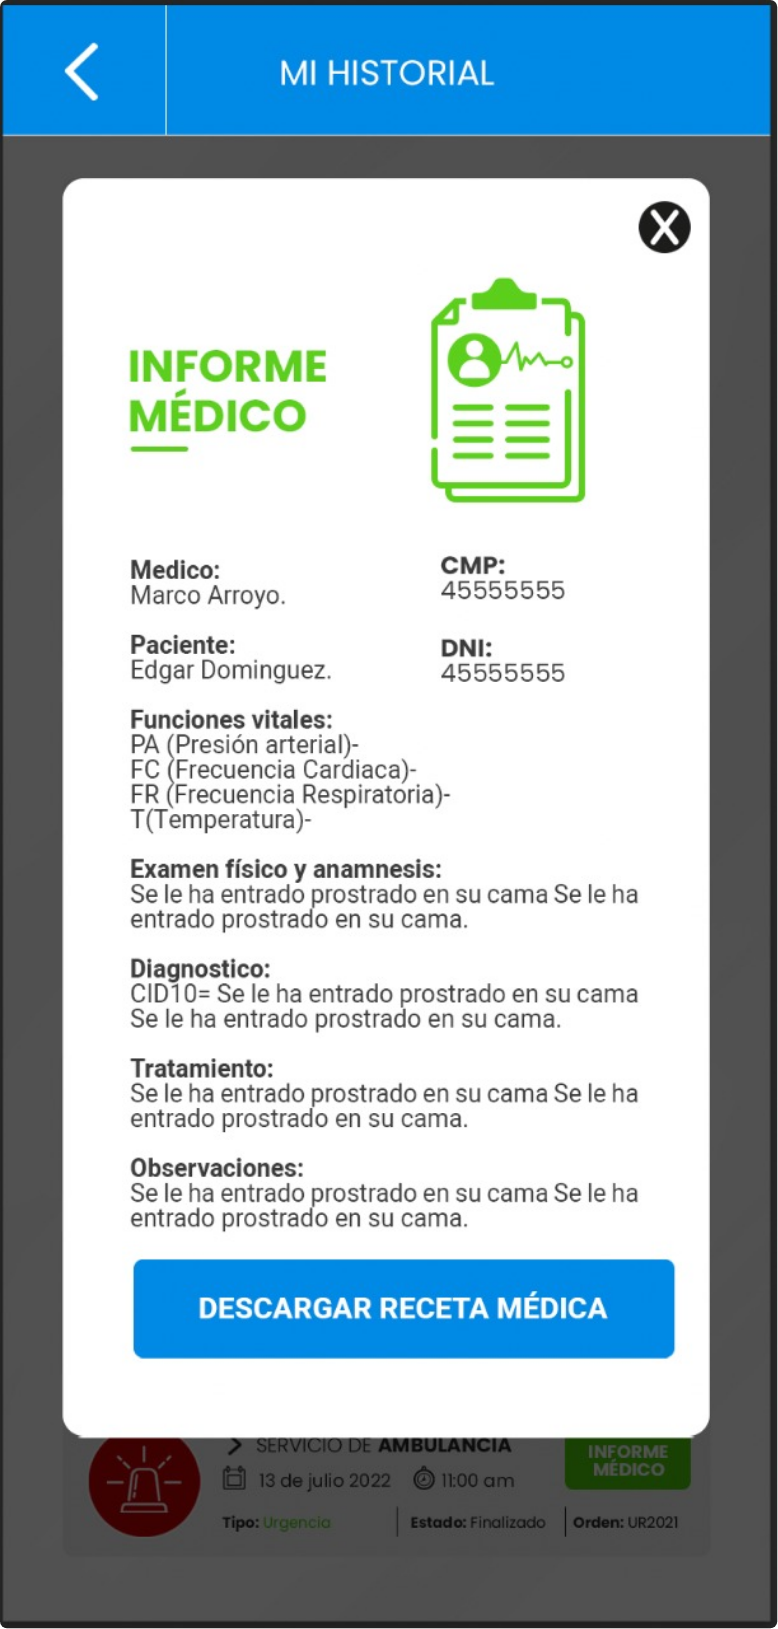 MI HISTORIAL
X
INFORME
MÉDICO
Medico:
Marco Arroyo.
CMP:
45555555
Paciente:
Edgar Dominguez.
DNI:
45555555
Funciones vitales:
PA (Presión arterial)-
FC (Frecuencia Cardiaca)-
FR (Frecuencia Respiratoria)-
T(Temperatura)-
Examen físico y anamnesis:
Se le ha entrado prostrado en su cama Se le ha
entrado prostrado en su cama.
Diagnostico:
CID10= Se le ha entrado prostrado en su cama
Se le ha entrado prostrado en su cama.
Tratamiento:
Se le ha entrado prostrado en su cama Se le ha
entrado prostrado en su cama.
Observaciones:
Se le ha entrado prostrado en su cama Se le ha
entrado prostrado en su cama.
DESCARGAR RECETA MÉDICA
SERVICIO DE AMBULANCIA
13 de julio 2022 11:00 am
INFORME
MÉDICO
Tipo: Urgencia Estado: Finalizado Orden: UR2021